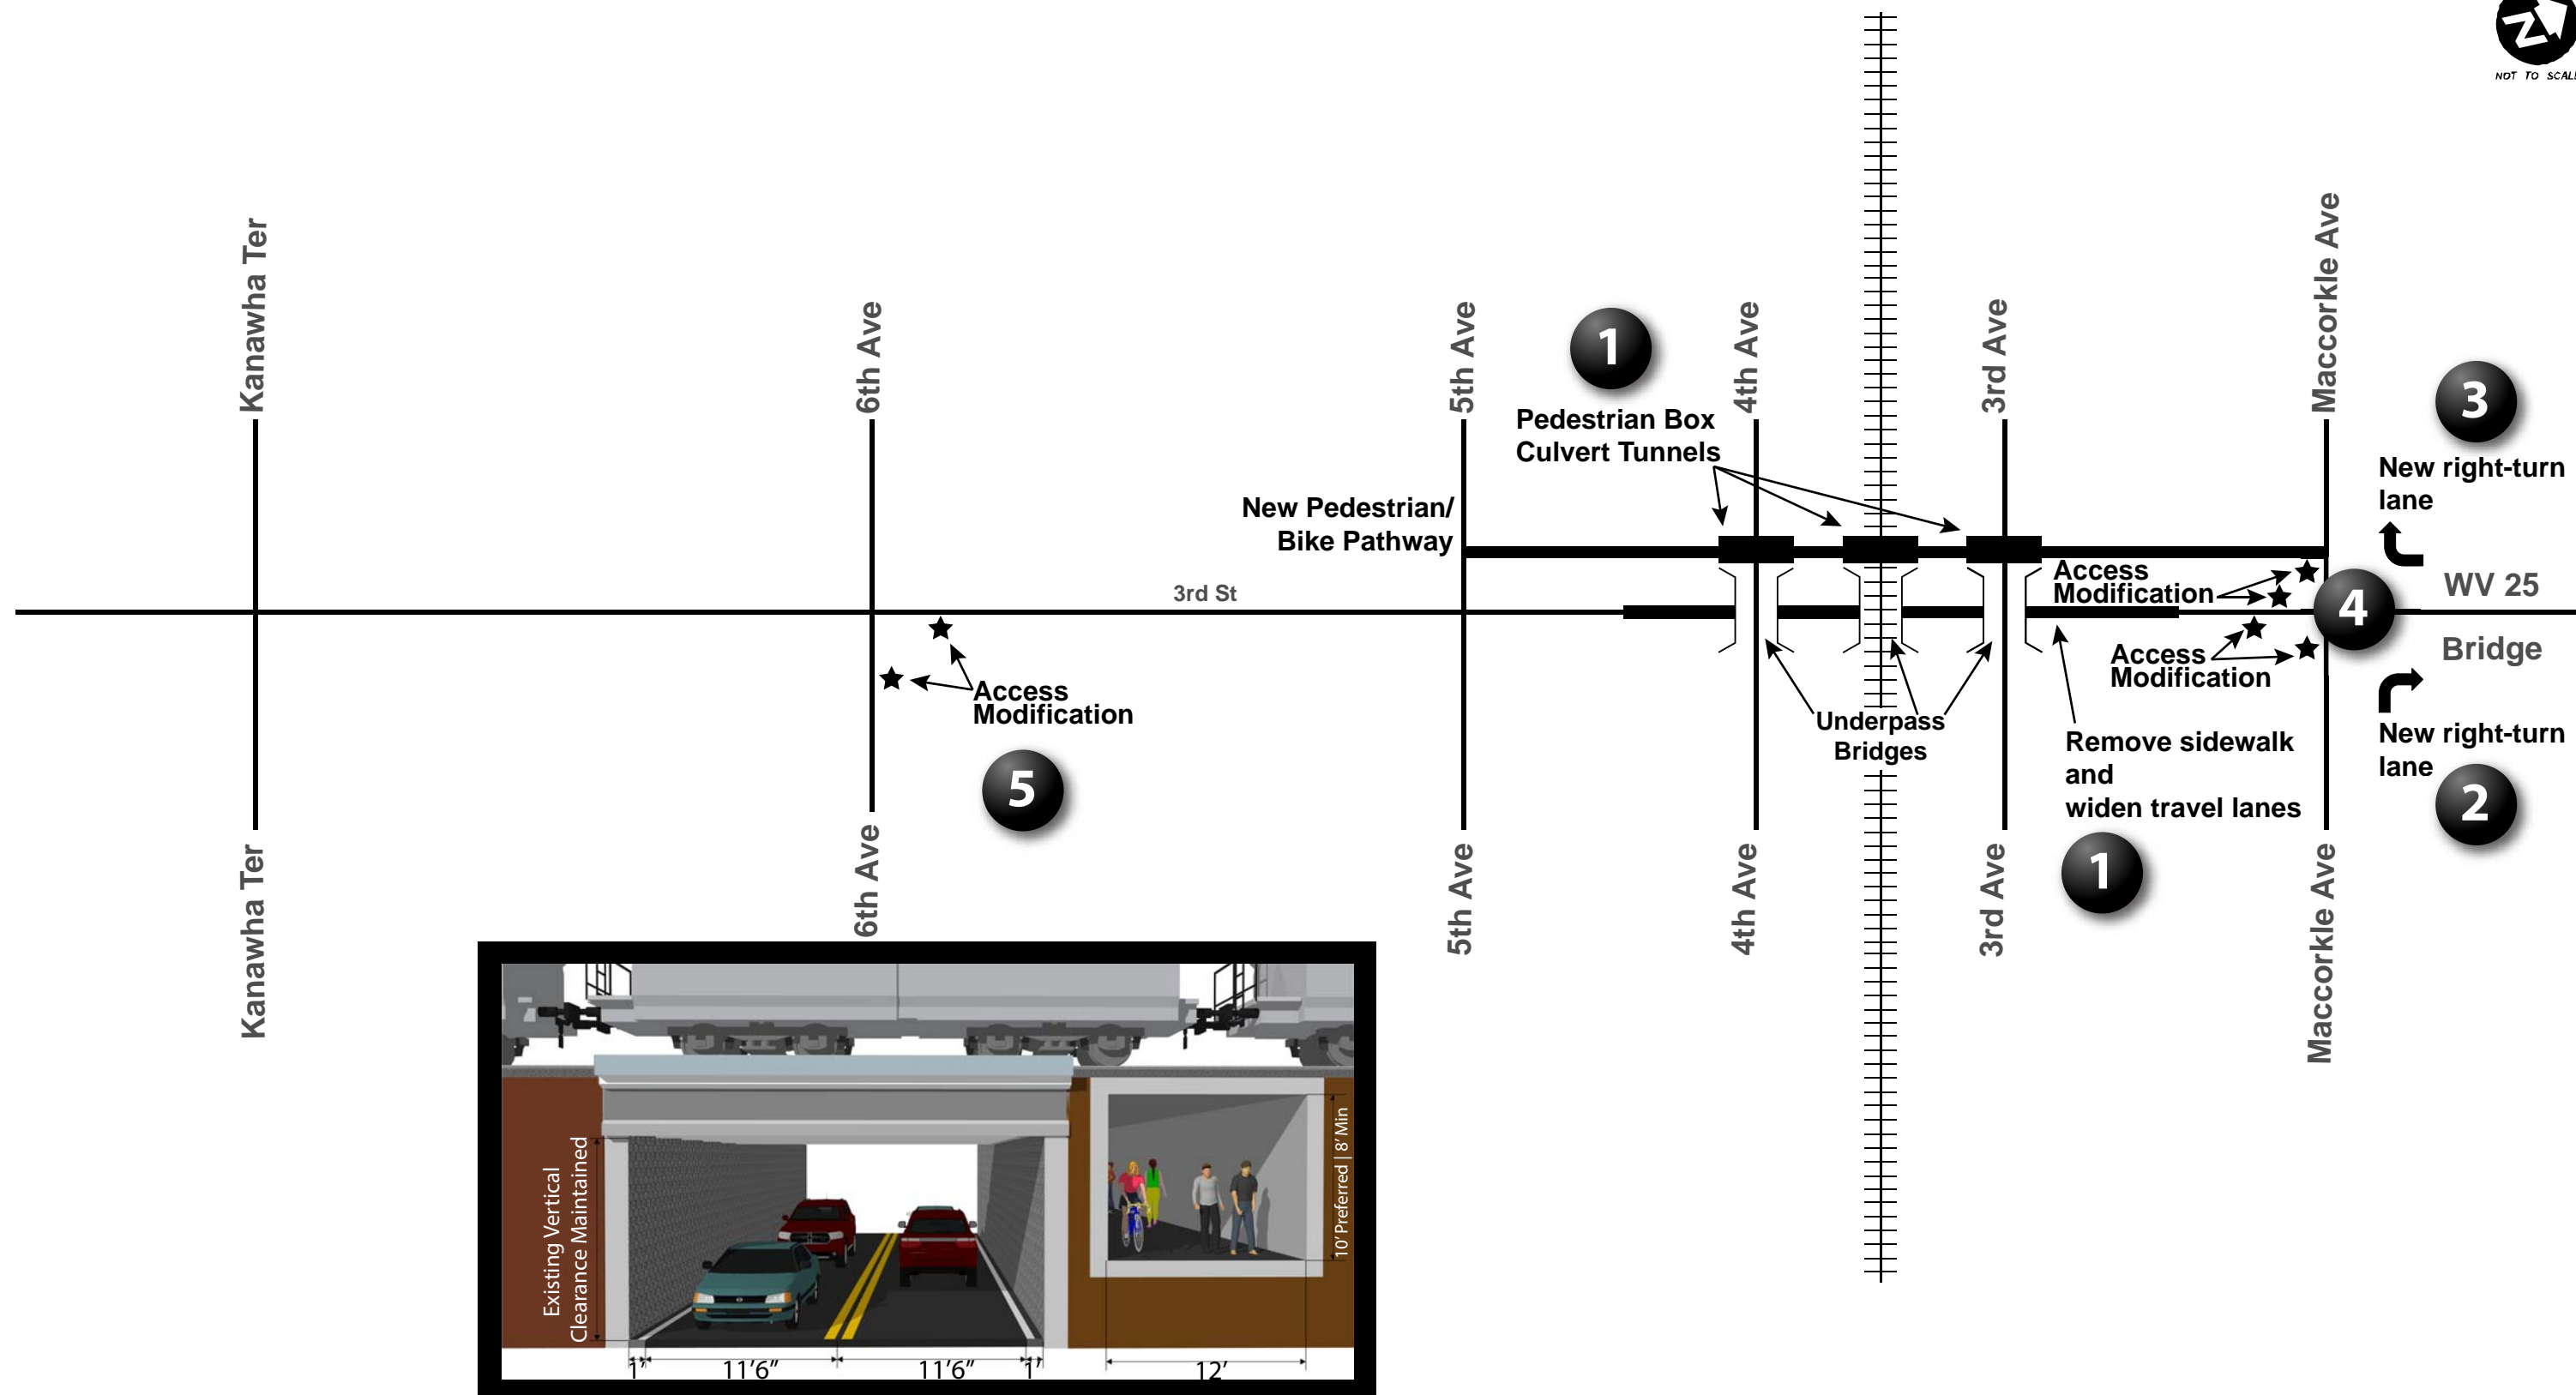 N
NOT TO SCALE
Kanawha Ter
6th Ave
5th Ave
4th Ave
3rd Ave
Maccorkle Ave
1
Pedestrian Box
Culvert Tunnels
3
New right-turn
lane
New Pedestrian/
Bike Pathway
3rd St
Access
Modification
4
WV 25
Bridge
Access
Modification
Access
Modification
5
Underpass
Bridges
Remove sidewalk
and
widen travel lanes
1
New right-turn
lane
2
Kanawha Ter
6th Ave
5th Ave
4th Ave
3rd Ave
Maccorkle Ave
Existing Vertical
Clearance Maintained
10' Preferred | 8' Min
1'
11'6"
11'6"
1'
12'